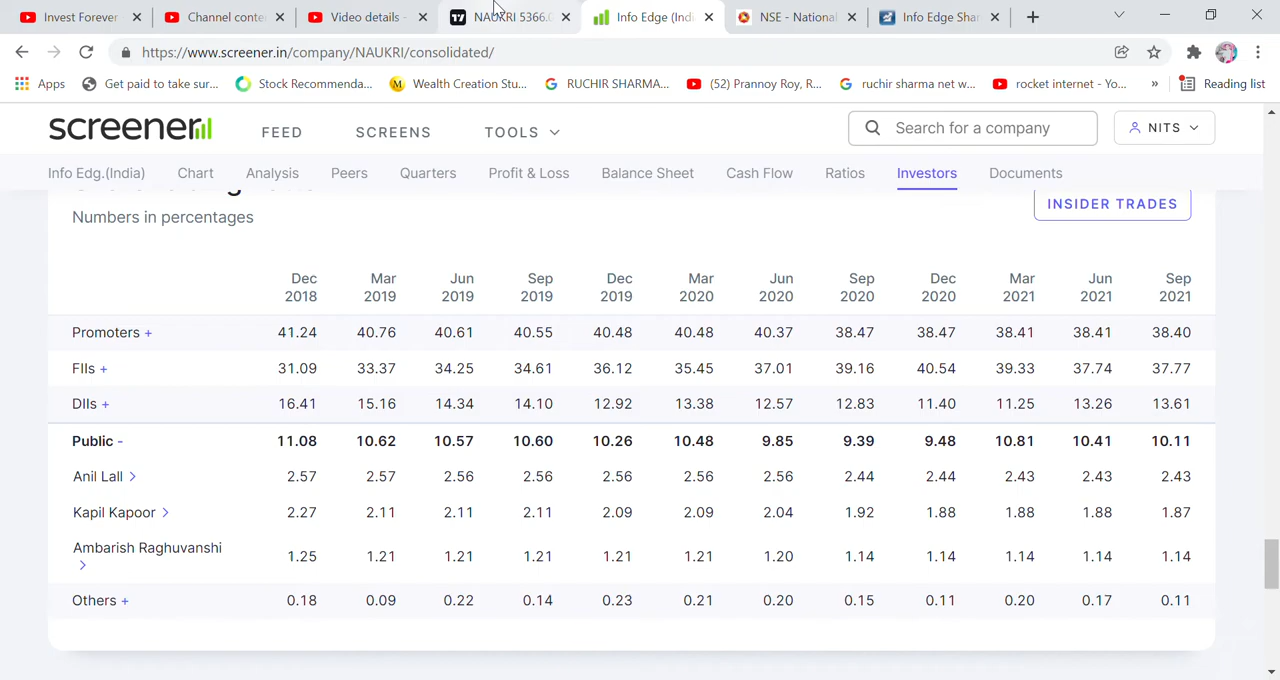 Invest Forever
Channel conte
Video details -
NAUKRI 5366.0
Info Edge (Indi
NSE - National
Info Edge Shar
https://www.screener.in/company/NAUKRI/consolidated/
Apps
Get paid to take sur...
Stock Recommenda...
Wealth Creation Stu...
RUCHIR SHARMA...
(52) Prannoy Roy, R...
ruchir sharma net w...
rocket internet - Yo...
»
Reading list
screener
FEED
SCREENS
TOOLS
Search for a company
NITS
Info Edg.(India)
Chart
Analysis
Peers
Quarters
Profit & Loss
Balance Sheet
Cash Flow
Ratios
Investors
Documents
Numbers in percentages
INSIDER TRADES
Dec 2018 Mar 2019 Jun 2019 Sep 2019 Dec 2019 Mar 2020 Jun 2020 Sep 2020 Dec 2020 Mar 2021 Jun 2021 Sep 2021
Promoters + 41.24 40.76 40.61 40.55 40.48 40.48 40.37 38.47 38.47 38.41 38.41 38.40
FIIs + 31.09 33.37 34.25 34.61 36.12 35.45 37.01 39.16 40.54 39.33 37.74 37.77
DIIs + 16.41 15.16 14.34 14.10 12.92 13.38 12.57 12.83 11.40 11.25 13.26 13.61
Public - 11.08 10.62 10.57 10.60 10.26 10.48 9.85 9.39 9.48 10.81 10.41 10.11
Anil Lall > 2.57 2.57 2.56 2.56 2.56 2.56 2.56 2.44 2.44 2.43 2.43 2.43
Kapil Kapoor > 2.27 2.11 2.11 2.11 2.09 2.09 2.04 1.92 1.88 1.88 1.88 1.87
Ambarish Raghuvanshi > 1.25 1.21 1.21 1.21 1.21 1.21 1.20 1.14 1.14 1.14 1.14 1.14
Others + 0.18 0.09 0.22 0.14 0.23 0.21 0.20 0.15 0.11 0.20 0.17 0.11